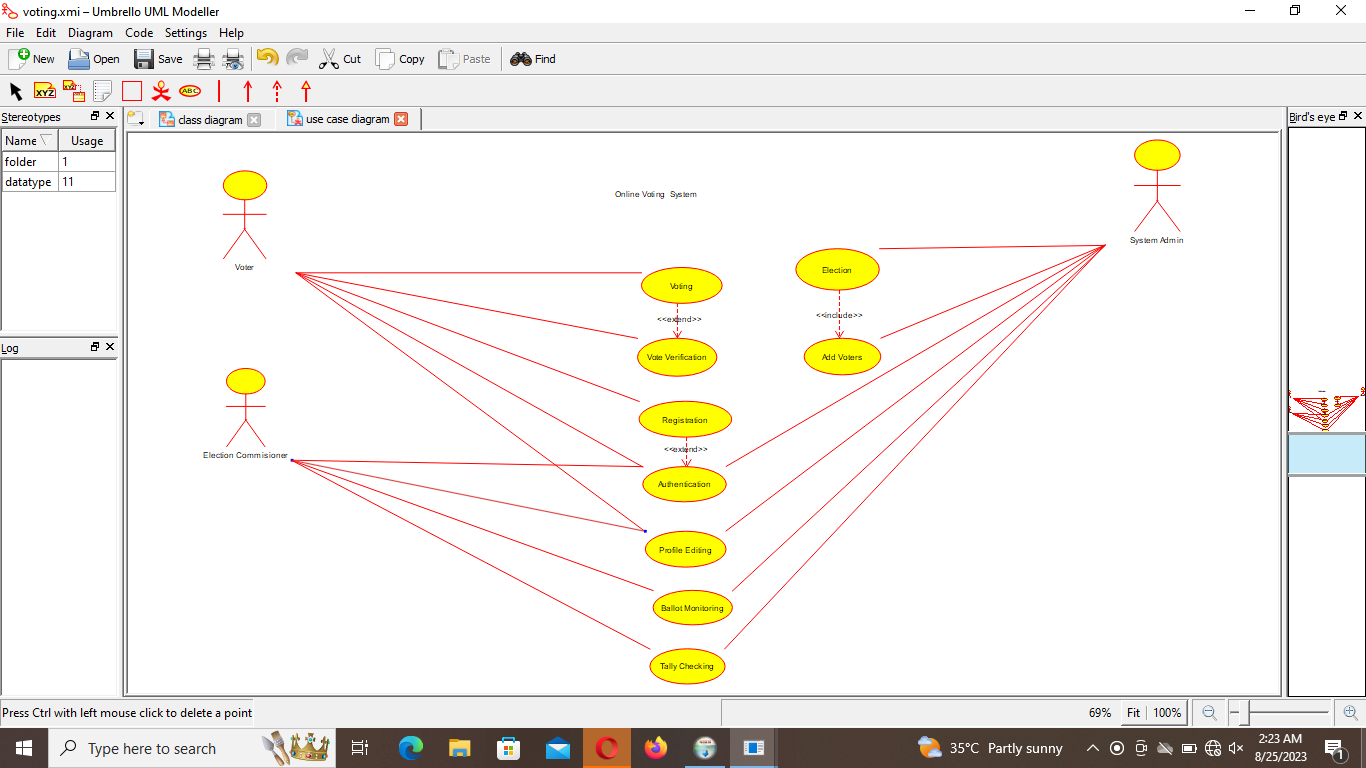 voting.xmi – Umbrello UML Modeller
File Edit Diagram Code Settings Help
New Open Save Cut Copy Paste Find
XYZ XYZ ABC
Stereotypes
Name Usage
folder 1
datatype 11
Log
class diagram use case diagram
Bird's eye
Online Voting System
Voter
System Admin
Election
Voting
<<extend>>
<<include>>
Vote Verification
Add Voters
Registration
<<extend>>
Election Commisioner
Authentication
Profile Editing
Ballot Monitoring
Tally Checking
Press Ctrl with left mouse click to delete a point
69% Fit 100%
Type here to search
35°C Partly sunny
2:23 AM
8/25/2023
1